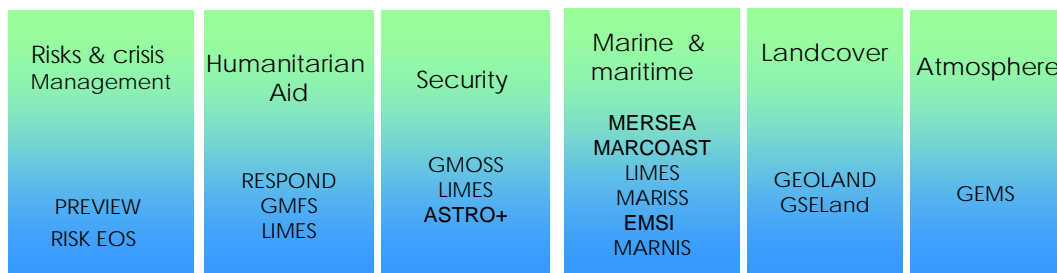 Risks & crisis
Management
PREVIEW
RISK EOS
Humanitarian
Aid
RESPOND
GMFS
LIMES
Security
GMOSS
LIMES
ASTRO+
Marine & 
maritime
MERSEA
MARCOAST
LIMES
MARISS
EMSI
MARNIS
Landcover
GEOLAND
GSELand
Atmosphere
GEMS